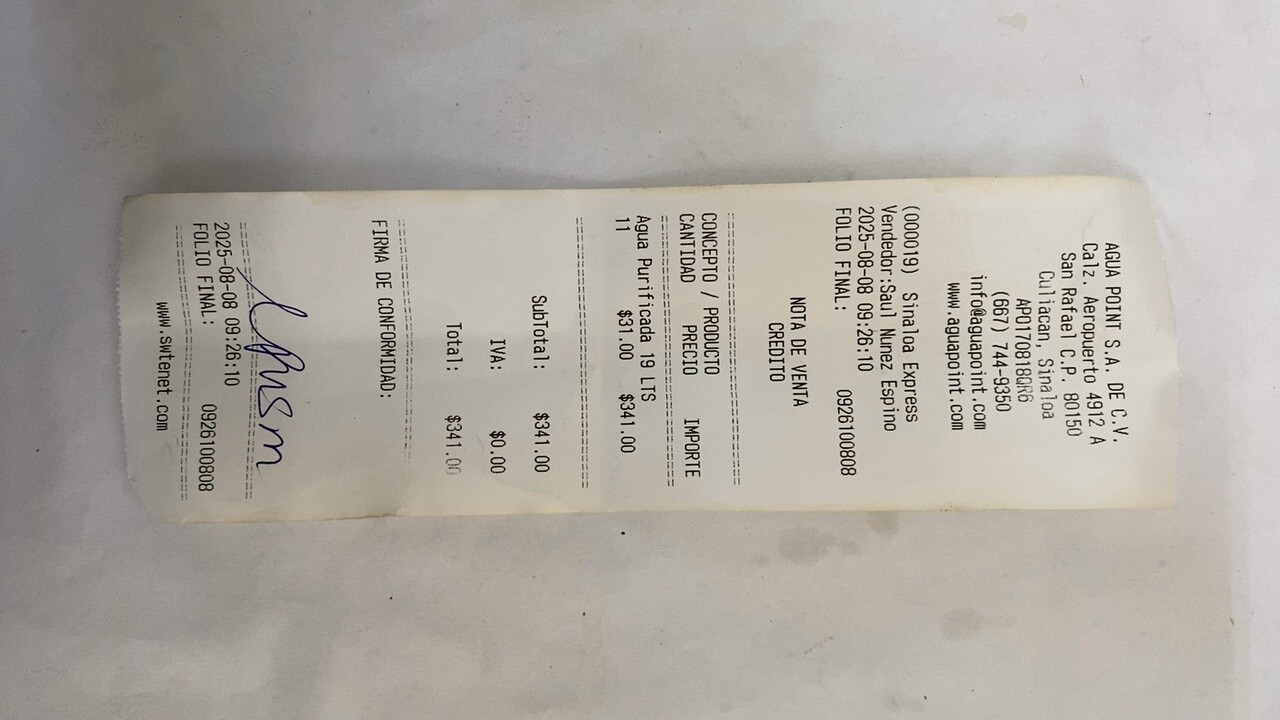 AGUA POINT S.A. DE C.V.
Calz. Aeropuerto 4912 A
San Rafael C.P. 80150
Culiacan, Sinaloa
APO170818QR6
(667) 744-9350
info@aguapoint.com
www.aguapoint.com
(000019) Sinaloa Express
Vendedor:Saul Nunez Espino
2025-08-08 09:26:10
FOLIO FINAL: 0926100808
NOTA DE VENTA
CREDITO
CONCEPTO / PRODUCTO
CANTIDAD PRECIO IMPORTE
Agua Purificada 19 LTS
11 $31.00 $341.00
SubTotal: $341.00
IVA: $0.00
Total: $341.00
FIRMA DE CONFORMIDAD:
2025-08-08 09:26:10
FOLIO FINAL: 0926100808
www.swtenet.com